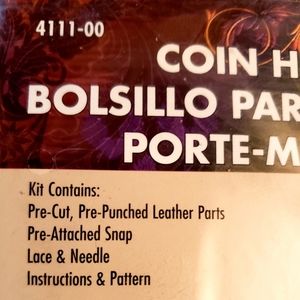 4111-00
COIN H
BOLSILLO PAR
PORTE-M
Kit Contains:
Pre-Cut, Pre-Punched Leather Parts
Pre-Attached Snap
Lace & Needle
Instructions & Pattern